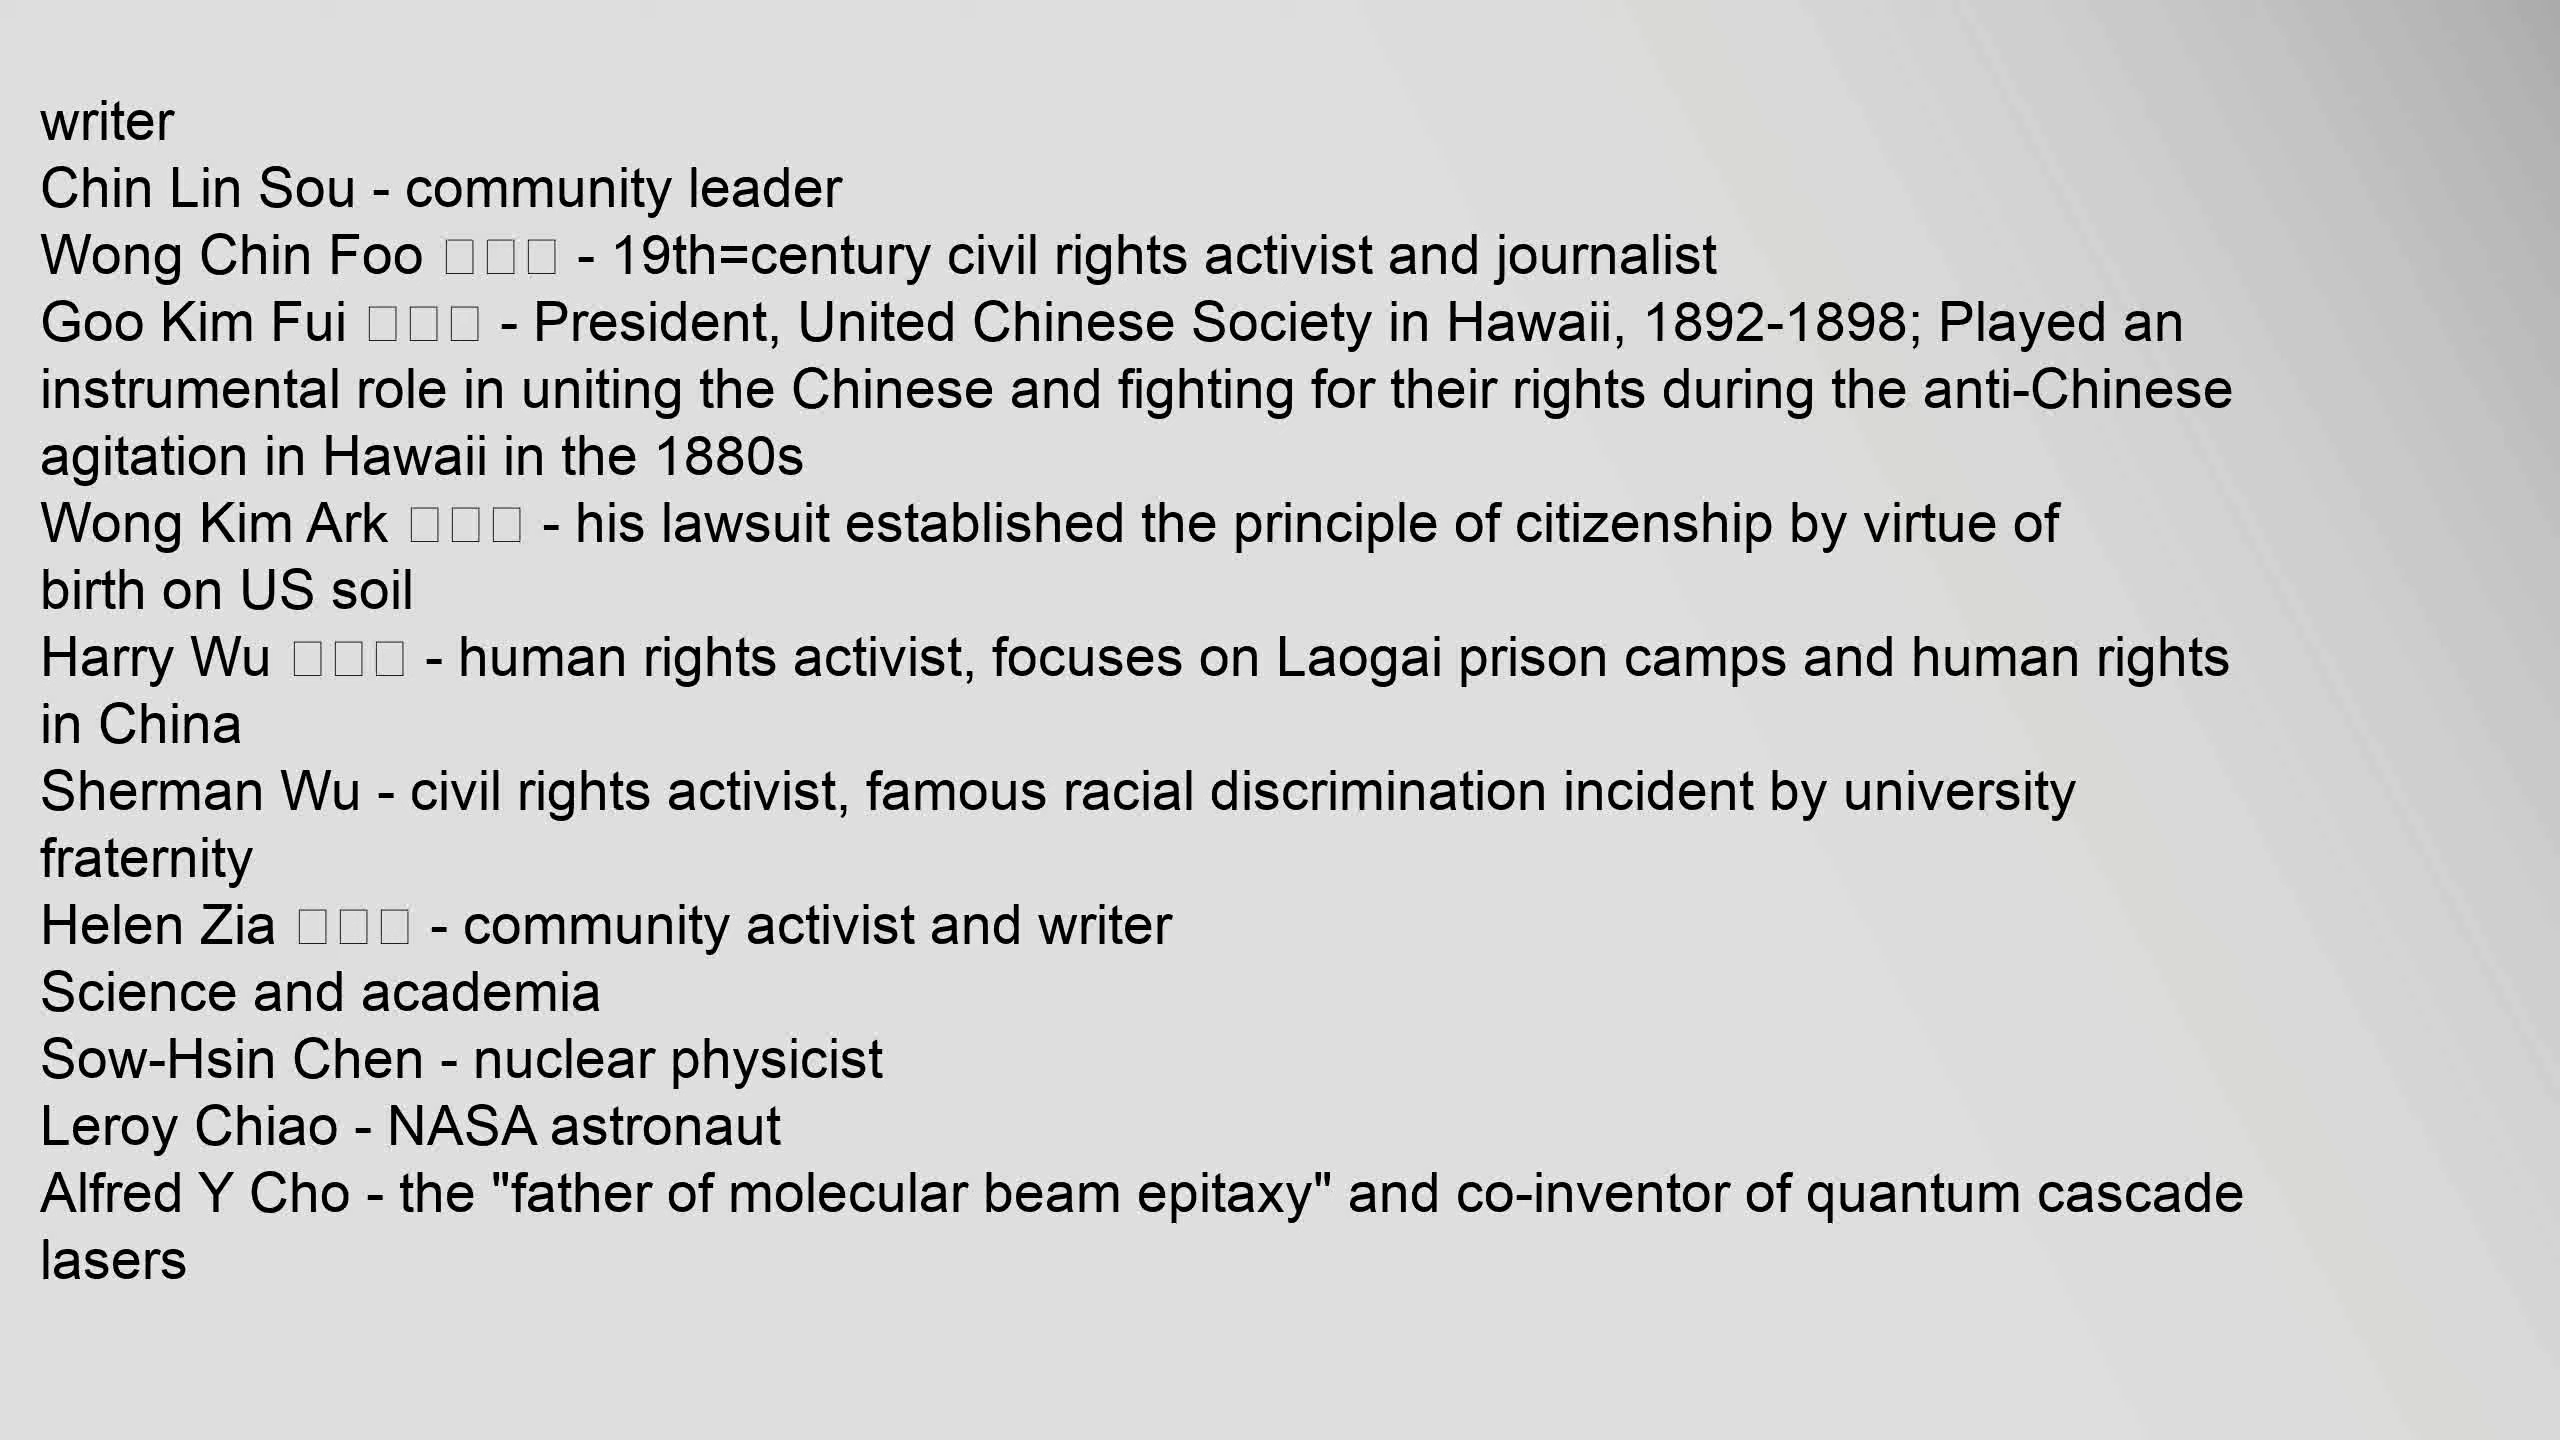 writer
Chin Lin Sou - community leader
Wong Chin Foo □□□ - 19th=century civil rights activist and journalist
Goo Kim Fui □□□ - President, United Chinese Society in Hawaii, 1892-1898; Played an
instrumental role in uniting the Chinese and fighting for their rights during the anti-Chinese
agitation in Hawaii in the 1880s
Wong Kim Ark □□□ - his lawsuit established the principle of citizenship by virtue of
birth on US soil
Harry Wu □□□ - human rights activist, focuses on Laogai prison camps and human rights
in China
Sherman Wu - civil rights activist, famous racial discrimination incident by university
fraternity
Helen Zia □□□ - community activist and writer
Science and academia
Sow-Hsin Chen - nuclear physicist
Leroy Chiao - NASA astronaut
Alfred Y Cho - the "father of molecular beam epitaxy" and co-inventor of quantum cascade
lasers